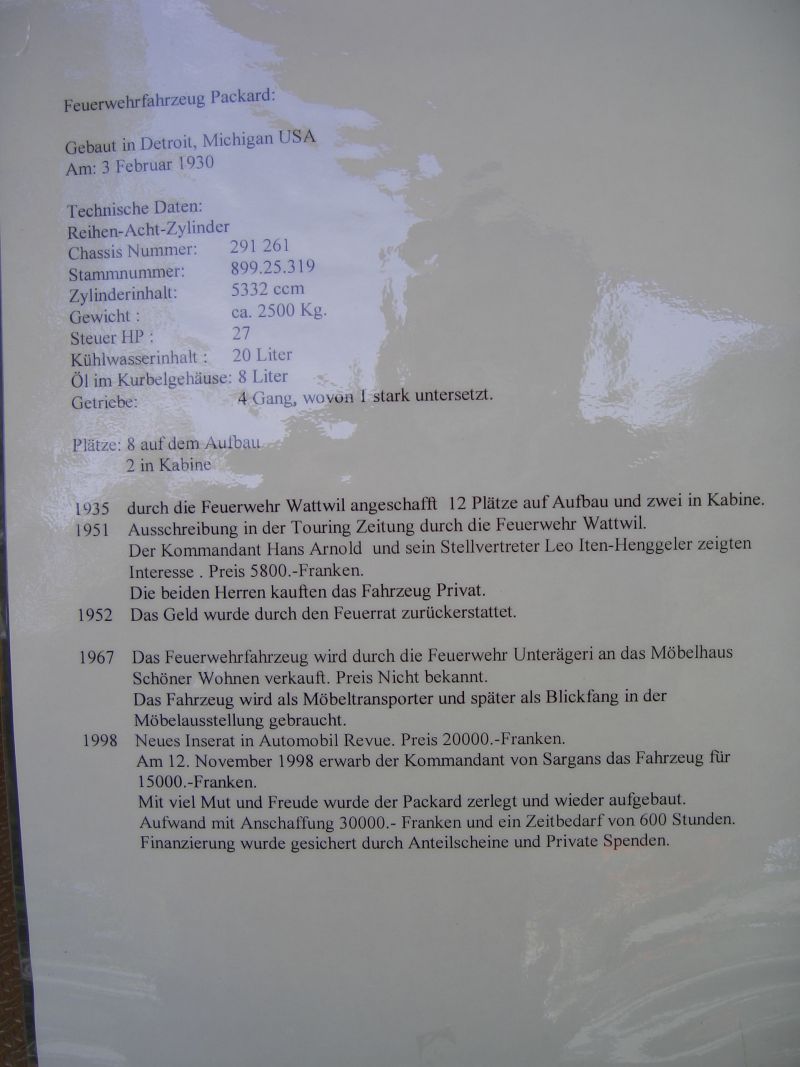 Feuerwehrfahrzeug Packard:
Gebaut in Detroit, Michigan USA
Am: 3 Februar 1930
Technische Daten:
Reihen-Acht-Zylinder
Chassis Nummer: 291 261
Stammnummer: 899.25.319
Zylinderinhalt: 5332 ccm
Gewicht : ca. 2500 Kg.
Steuer HP : 27
Kühlwasserinhalt : 20 Liter
Öl im Kurbelgehäuse: 8 Liter
Getriebe: 4 Gang, wovon 1 stark untersetzt.
Plätze: 8 auf dem Aufbau
2 in Kabine
1935 durch die Feuerwehr Wattwil angeschafft 12 Plätze auf Aufbau und zwei in Kabine.
1951 Ausschreibung in der Touring Zeitung durch die Feuerwehr Wattwil.
Der Kommandant Hans Arnold und sein Stellvertreter Leo Iten-Henggeler zeigten
Interesse . Preis 5800.-Franken.
Die beiden Herren kauften das Fahrzeug Privat.
1952 Das Geld wurde durch den Feuerrat zurückerstattet.
1967 Das Feuerwehrfahrzeug wird durch die Feuerwehr Unterägeri an das Möbelhaus
Schöner Wohnen verkauft. Preis Nicht bekannt.
Das Fahrzeug wird als Möbeltransporter und später als Blickfang in der
Möbelausstellung gebraucht.
1998 Neues Inserat in Automobil Revue. Preis 20000.-Franken.
Am 12. November 1998 erwarb der Kommandant von Sargans das Fahrzeug für
15000.-Franken.
Mit viel Mut und Freude wurde der Packard zerlegt und wieder aufgebaut.
Aufwand mit Anschaffung 30000.- Franken und ein Zeitbedarf von 600 Stunden.
Finanzierung wurde gesichert durch Anteilscheine und Private Spenden.